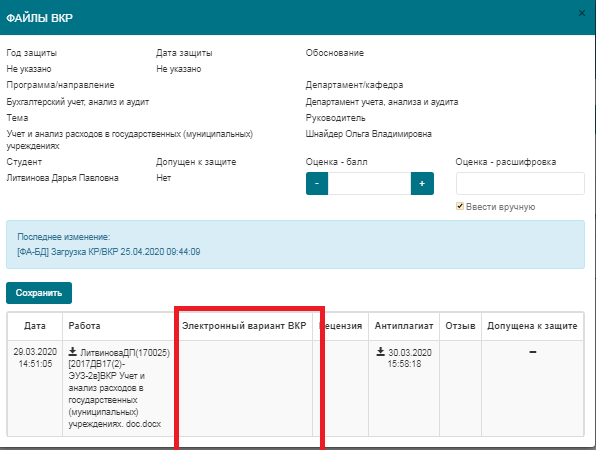 ФАЙЛЫ ВКР
×
Год защиты
Дата защиты
Обоснование
Не указано
Не указано
Программа/направление
Департамент/кафедра
Бухгалтерский учет, анализ и аудит
Департамент учета, анализа и аудита
Тема
Руководитель
Учет и анализ расходов в государственных (муниципальных)
учреждениях
Шнайдер Ольга Владимировна
Студент
Допущен к защите
Оценка - балл
Оценка - расшифровка
Литвинова Дарья Павловна
Нет
- +
Ввести вручную
Последнее изменение:
[ФА-БД] Загрузка КР/ВКР 25.04.2020 09:44:09
Сохранить
Дата
Работа
Электронный вариант ВКР
Рецензия
Антиплагиат
Отзыв
Допущена к защите
29.03.2020
14:51:05
ЛитвиноваДП(170025)
[2017ДВ17(2)-
ЭУЗ-2в]ВКР Учет и
анализ расходов в
государственных
(муниципальных)
учреждениях. doc.docx
30.03.2020
15:58:18
–